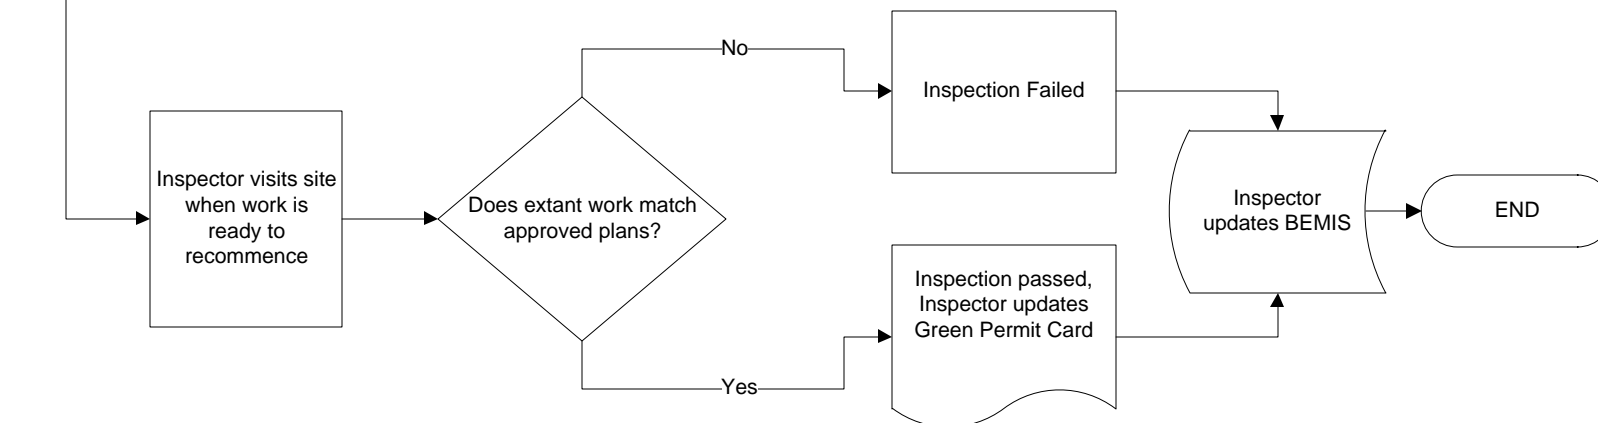 Inspector visits site
when work is
ready to
recommence
Does extant work match
approved plans?
No
Yes
Inspection Failed
Inspection passed,
Inspector updates
Green Permit Card
Inspector
updates BEMIS
END